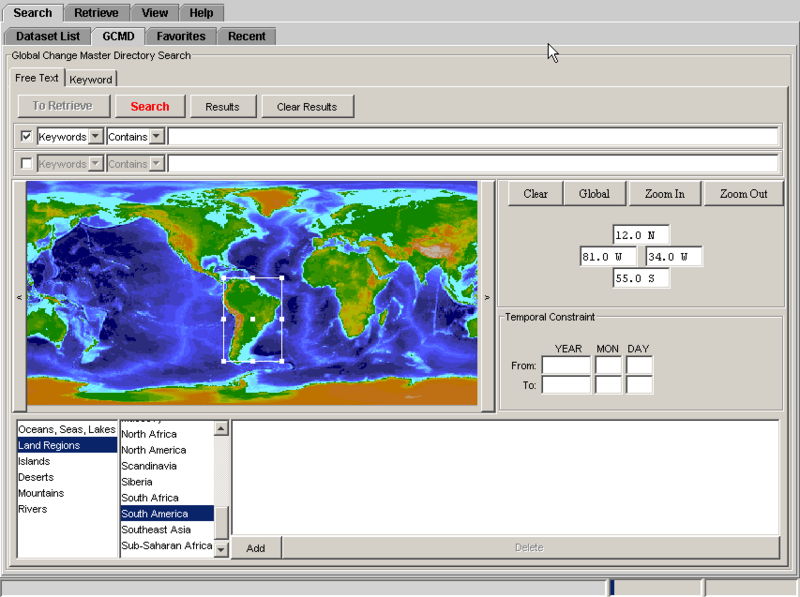 Search Retrieve View Help
Dataset List GCMD Favorites Recent
Global Change Master Directory Search
Free Text Keyword
To Retrieve Search Results Clear Results
Keywords Contains
Keywords Contains
Clear Global Zoom In Zoom Out
12.0 N
81.0 W 34.0 W
55.0 S
< >
Temporal Constraint
YEAR MON DAY
From:
To:
Oceans, Seas, Lakes
Land Regions
Islands
Deserts
Mountains
Rivers
North Africa
North America
Scandinavia
Siberia
South Africa
South America
Southeast Asia
Sub-Saharan Africa
Add Delete